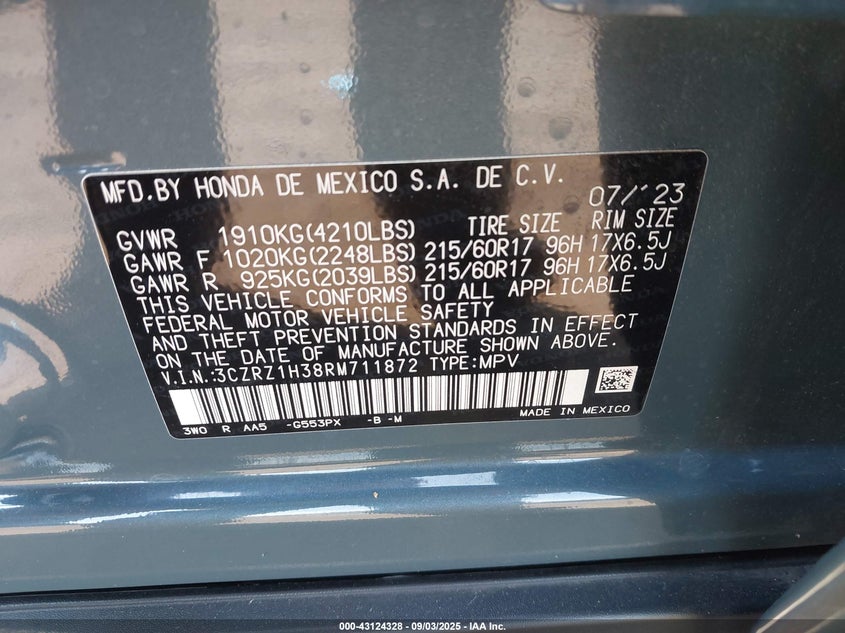 MFD.BY HONDA DE MEXICO S.A. DE C.V. 07/'23
TIRE SIZE RIM SIZE
GVWR 1910KG(4210LBS)
GAWR F 1020KG(2248LBS) 215/60R17 96H 17X6.5J
GAWR R 925KG(2039LBS) 215/60R17 96H 17X6.5J
THIS VEHICLE CONFORMS TO ALL APPLICABLE
FEDERAL MOTOR VEHICLE SAFETY
AND THEFT PREVENTION STANDARDS IN EFFECT
ON THE DATE OF MANUFACTURE SHOWN ABOVE.
V.I.N.:3CZRZ1H38RM711872 TYPE:MPV
3WO R AA5 -G553PX -B -M MADE IN MEXICO
000-43124328 - 09/03/2025 - IAA Inc.